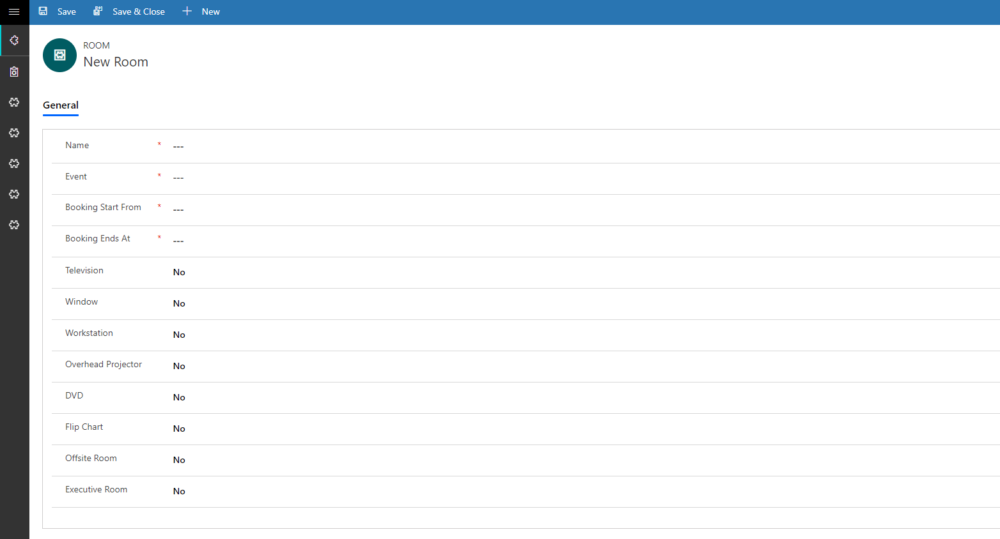 Save Save & Close New
ROOM
New Room
General
Name * ---
Event * ---
Booking Start From * ---
Booking Ends At * ---
Television No
Window No
Workstation No
Overhead Projector No
DVD No
Flip Chart No
Offsite Room No
Executive Room No